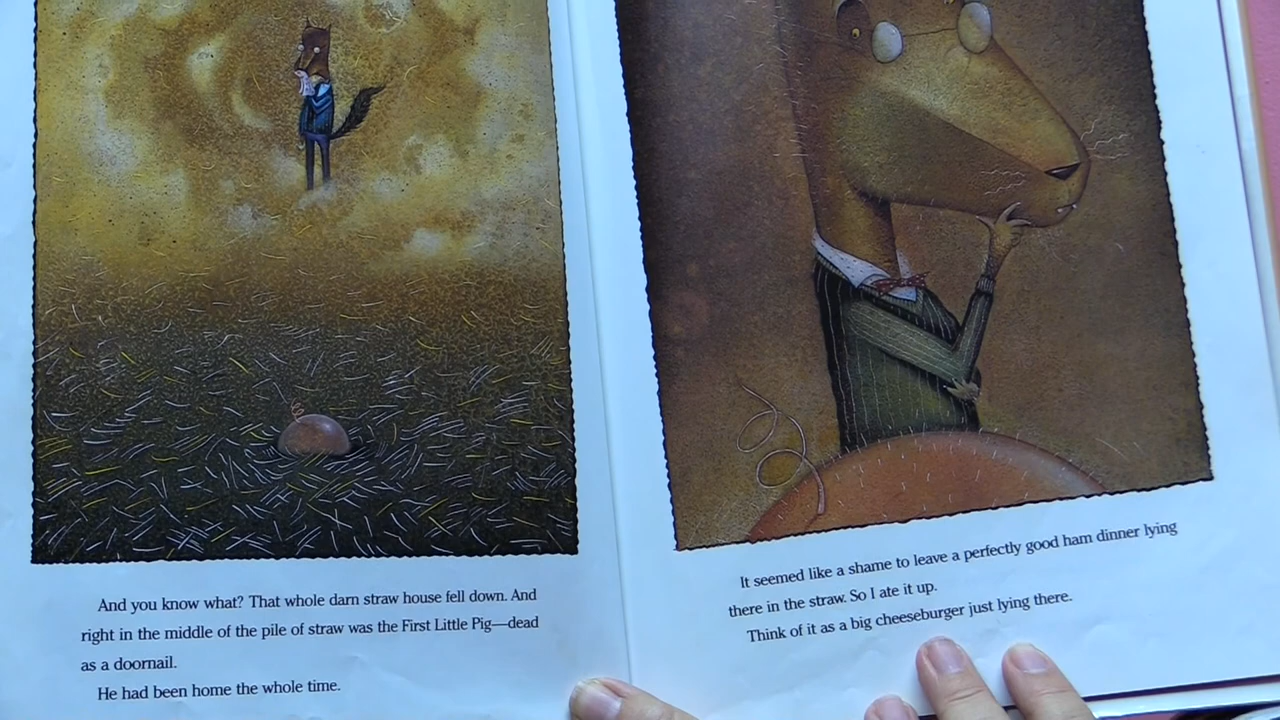 And you know what? That whole darn straw house fell down. And
right in the middle of the pile of straw was the First Little Pig—dead
as a doornail.
He had been home the whole time.
It seemed like a shame to leave a perfectly good ham dinner lying
there in the straw. So I ate it up.
Think of it as a big cheeseburger just lying there.